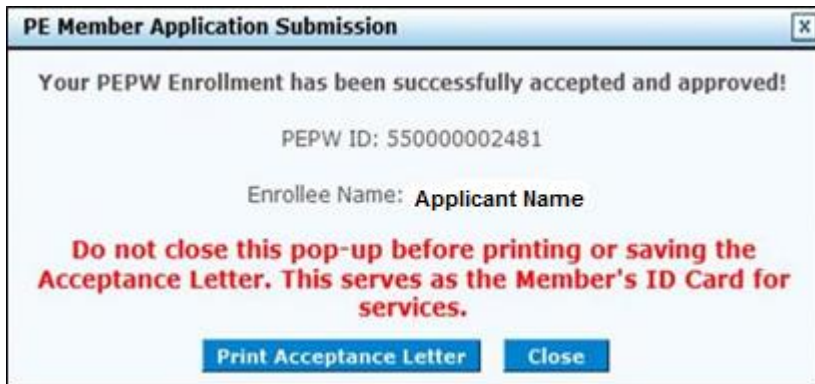 PE Member Application Submission
x
Your PEPW Enrollment has been successfully accepted and approved!
PEPW ID: 550000002481
Enrollee Name: Applicant Name
Do not close this pop-up before printing or saving the
Acceptance Letter. This serves as the Member's ID Card for
services.
Print Acceptance Letter Close